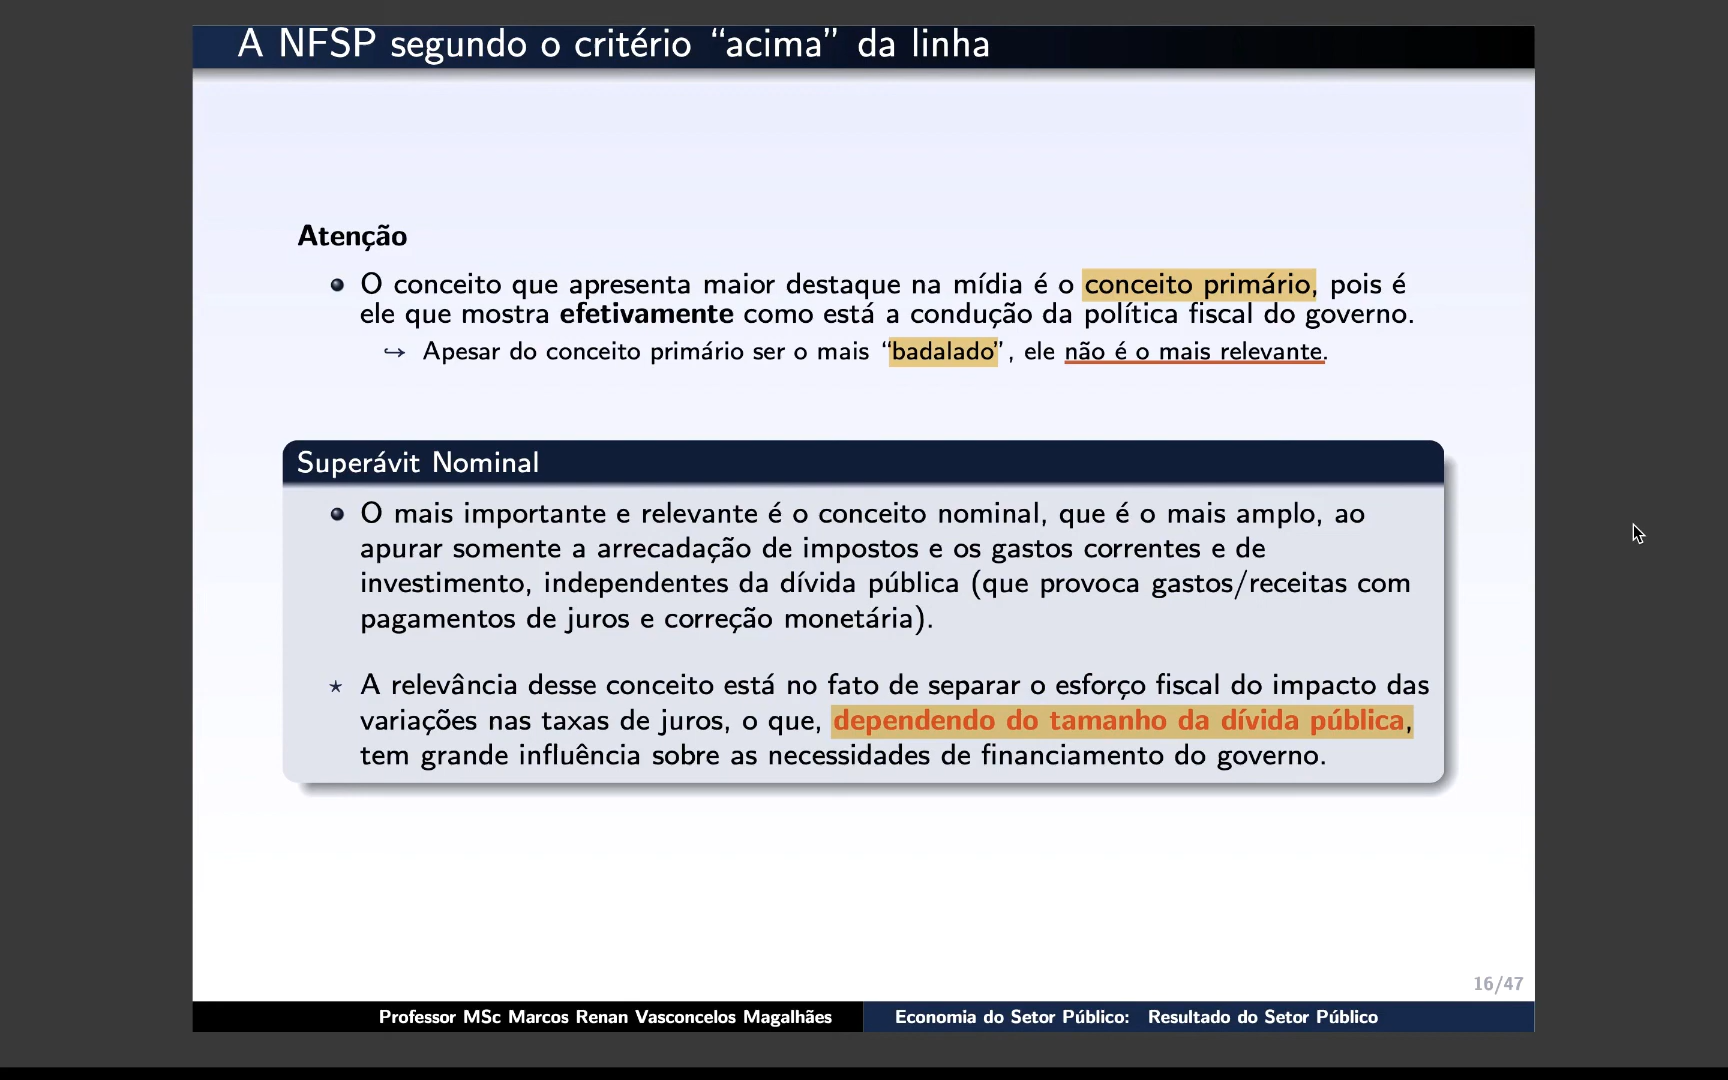 A NFSP segundo o critério “acima” da linha
Atenção
O conceito que apresenta maior destaque na mídia é o conceito primário, pois é
ele que mostra efetivamente como está a condução da política fiscal do governo.
↪ Apesar do conceito primário ser o mais “badalado”, ele não é o mais relevante.
Superávit Nominal
O mais importante e relevante é o conceito nominal, que é o mais amplo, ao
apurar somente a arrecadação de impostos e os gastos correntes e de
investimento, independentes da dívida pública (que provoca gastos/receitas com
pagamentos de juros e correção monetária).
⋆ A relevância desse conceito está no fato de separar o esforço fiscal do impacto das
variações nas taxas de juros, o que, dependendo do tamanho da dívida pública,
tem grande influência sobre as necessidades de financiamento do governo.
16/47
Professor MSc Marcos Renan Vasconcelos Magalhães
Economia do Setor Público: Resultado do Setor Público